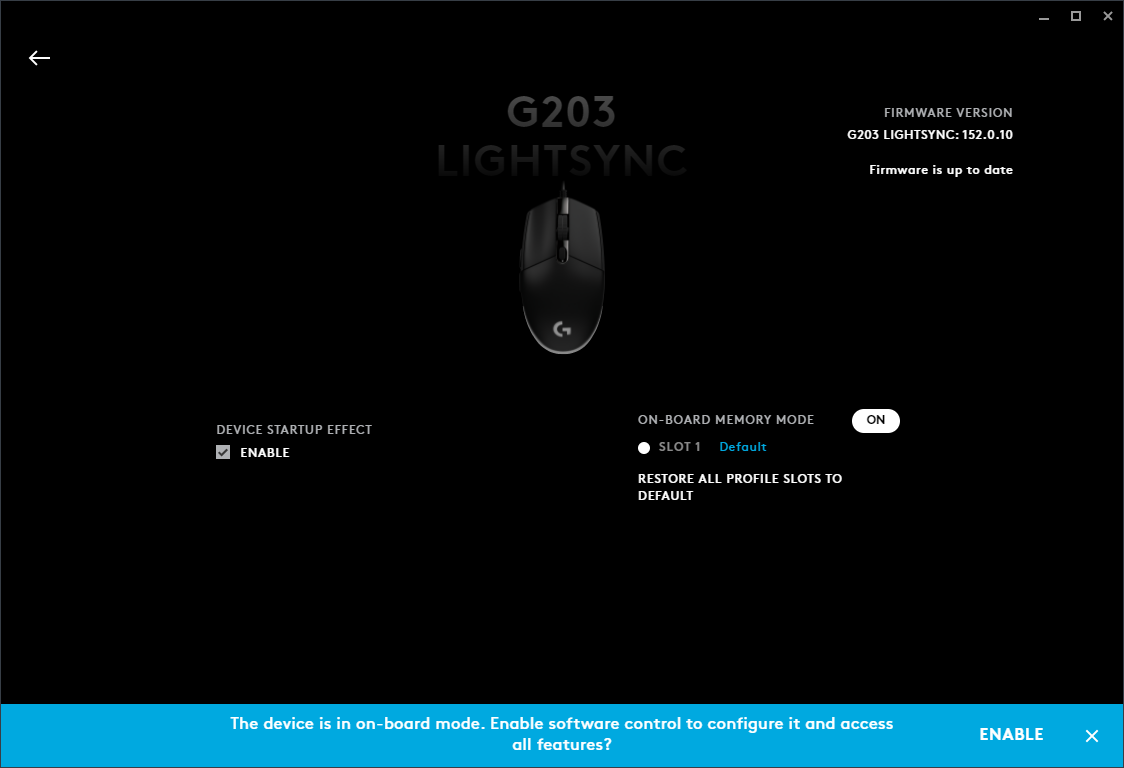 G203
LIGHTSYNC
FIRMWARE VERSION
G203 LIGHTSYNC: 152.0.10
Firmware is up to date
DEVICE STARTUP EFFECT
ENABLE
ON-BOARD MEMORY MODE
ON
SLOT 1 Default
RESTORE ALL PROFILE SLOTS TO
DEFAULT
The device is in on-board mode. Enable software control to configure it and access
all features?
ENABLE